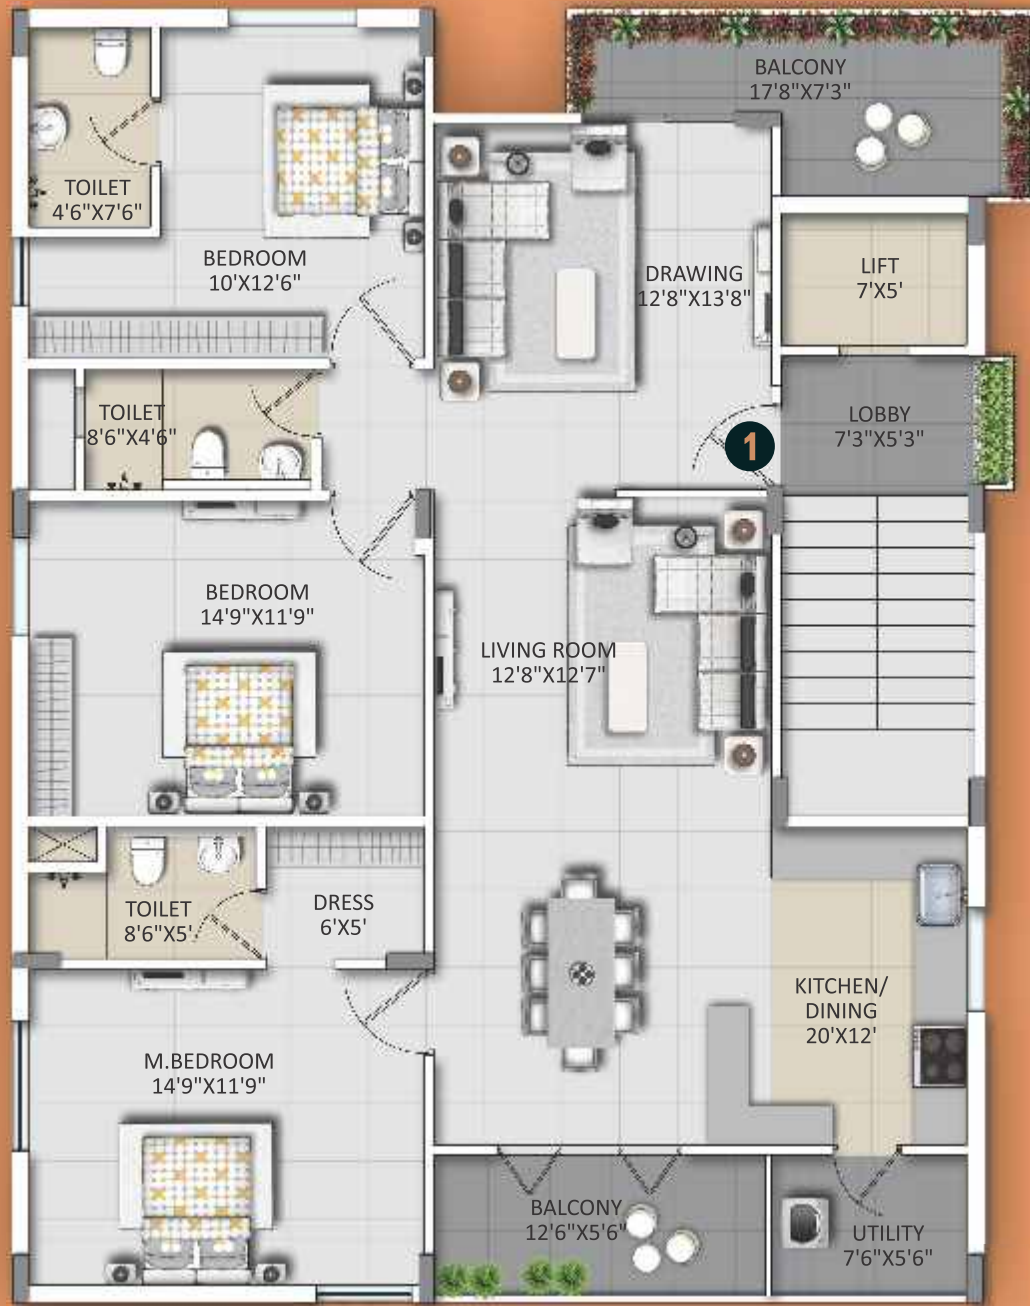 BALCONY
17'8"X7'3"
TOILET
4'6"X7'6"
BEDROOM
10'X12'6"
DRAWING
12'8"X13'8"
LIFT
7'X5'
TOILET
8'6"X4'6"
LOBBY
7'3"X5'3"
1
BEDROOM
14'9"X11'9"
LIVING ROOM
12'8"X12'7"
TOILET
8'6"X5'
DRESS
6'X5'
KITCHEN/
DINING
20'X12'
M.BEDROOM
14'9"X11'9"
BALCONY
12'6"X5'6"
UTILITY
7'6"X5'6"